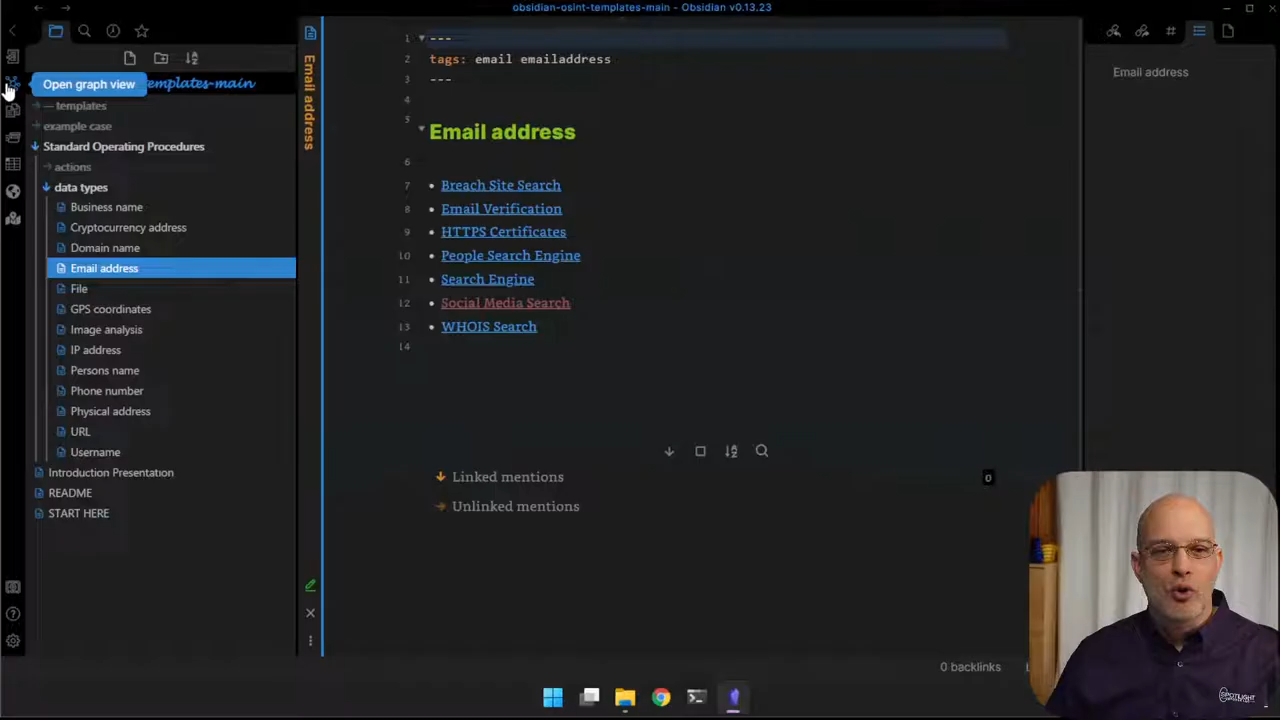 obsidian-osint-templates-main - Obsidian v0.13.23
Open graph view
templates-main
templates
example case
Standard Operating Procedures
actions
data types
Business name
Cryptocurrency address
Domain name
Email address
File
GPS coordinates
Image analysis
IP address
Persons name
Phone number
Physical address
URL
Username
Introduction Presentation
README
START HERE
Email address
1 ---
2 tags: email emailaddress
3 ---
4
5 Email address
6
7 • Breach Site Search
8 • Email Verification
9 • HTTPS Certificates
10 • People Search Engine
11 • Search Engine
12 • Social Media Search
13 • WHOIS Search
14
Linked mentions 0
Unlinked mentions
Email address
0 backlinks
SPOTLIGHT